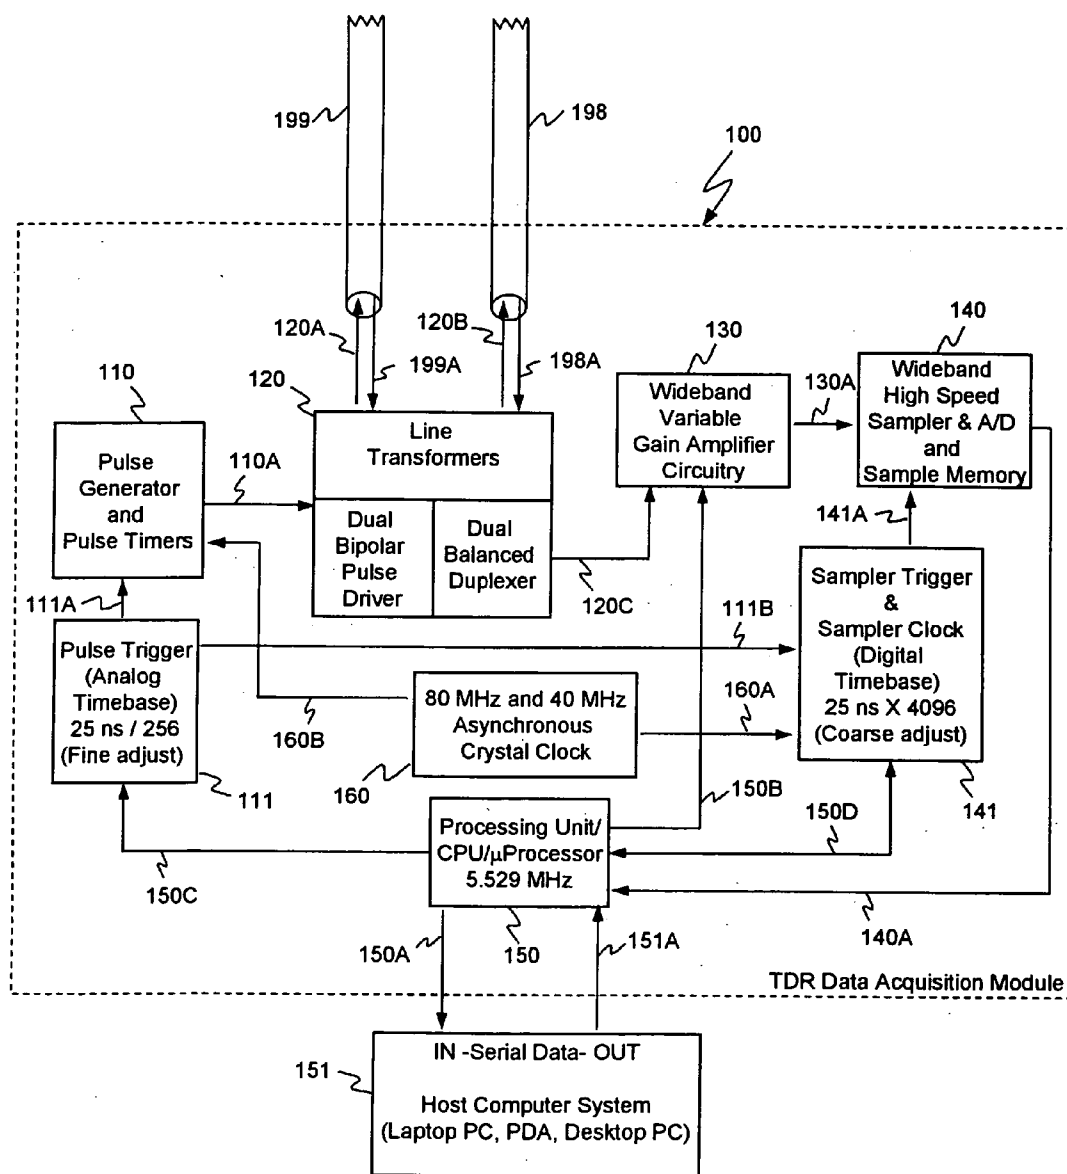 199
198
100
120A
199A
120B
198A
110
Pulse
Generator
and
Pulse Timers
110A
120
Line
Transformers
Dual
Bipolar
Pulse
Driver
Dual
Balanced
Duplexer
120C
130
Wideband
Variable
Gain Amplifier
Circuitry
130A
140
Wideband
High Speed
Sampler & A/D
and
Sample Memory
141A
111A
Pulse Trigger
(Analog
Timebase)
25 ns / 256
(Fine adjust)
111
111B
Sampler Trigger
&
Sampler Clock
(Digital
Timebase)
25 ns X 4096
(Coarse adjust)
141
80 MHz and 40 MHz
Asynchronous
Crystal Clock
160
160A
160B
150B
150C
Processing Unit/
CPU/µProcessor
5.529 MHz
150D
140A
150A
150
151A
TDR Data Acquisition Module
151
IN -Serial Data- OUT
Host Computer System
(Laptop PC, PDA, Desktop PC)